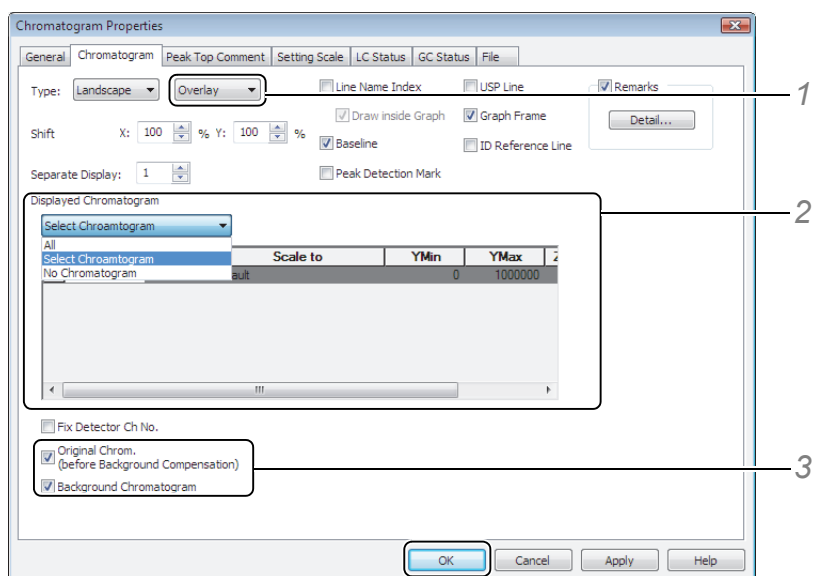 Chromatogram Properties
General Chromatogram Peak Top Comment Setting Scale LC Status GC Status File
Type: Landscape Overlay Line Name Index USP Line Remarks 1
Draw inside Graph Graph Frame Detail...
Shift X: 100 % Y: 100 % Baseline ID Reference Line
Separate Display: 1 Peak Detection Mark
Displayed Chromatogram
2
Select Chroamtogram
All
Select Chroamtogram Scale to YMin YMax
No Chromatogram ault 0 1000000
Fix Detector Ch No.
Original Chrom.
(before Background Compensation)
3
Background Chromatogram
OK Cancel Apply Help